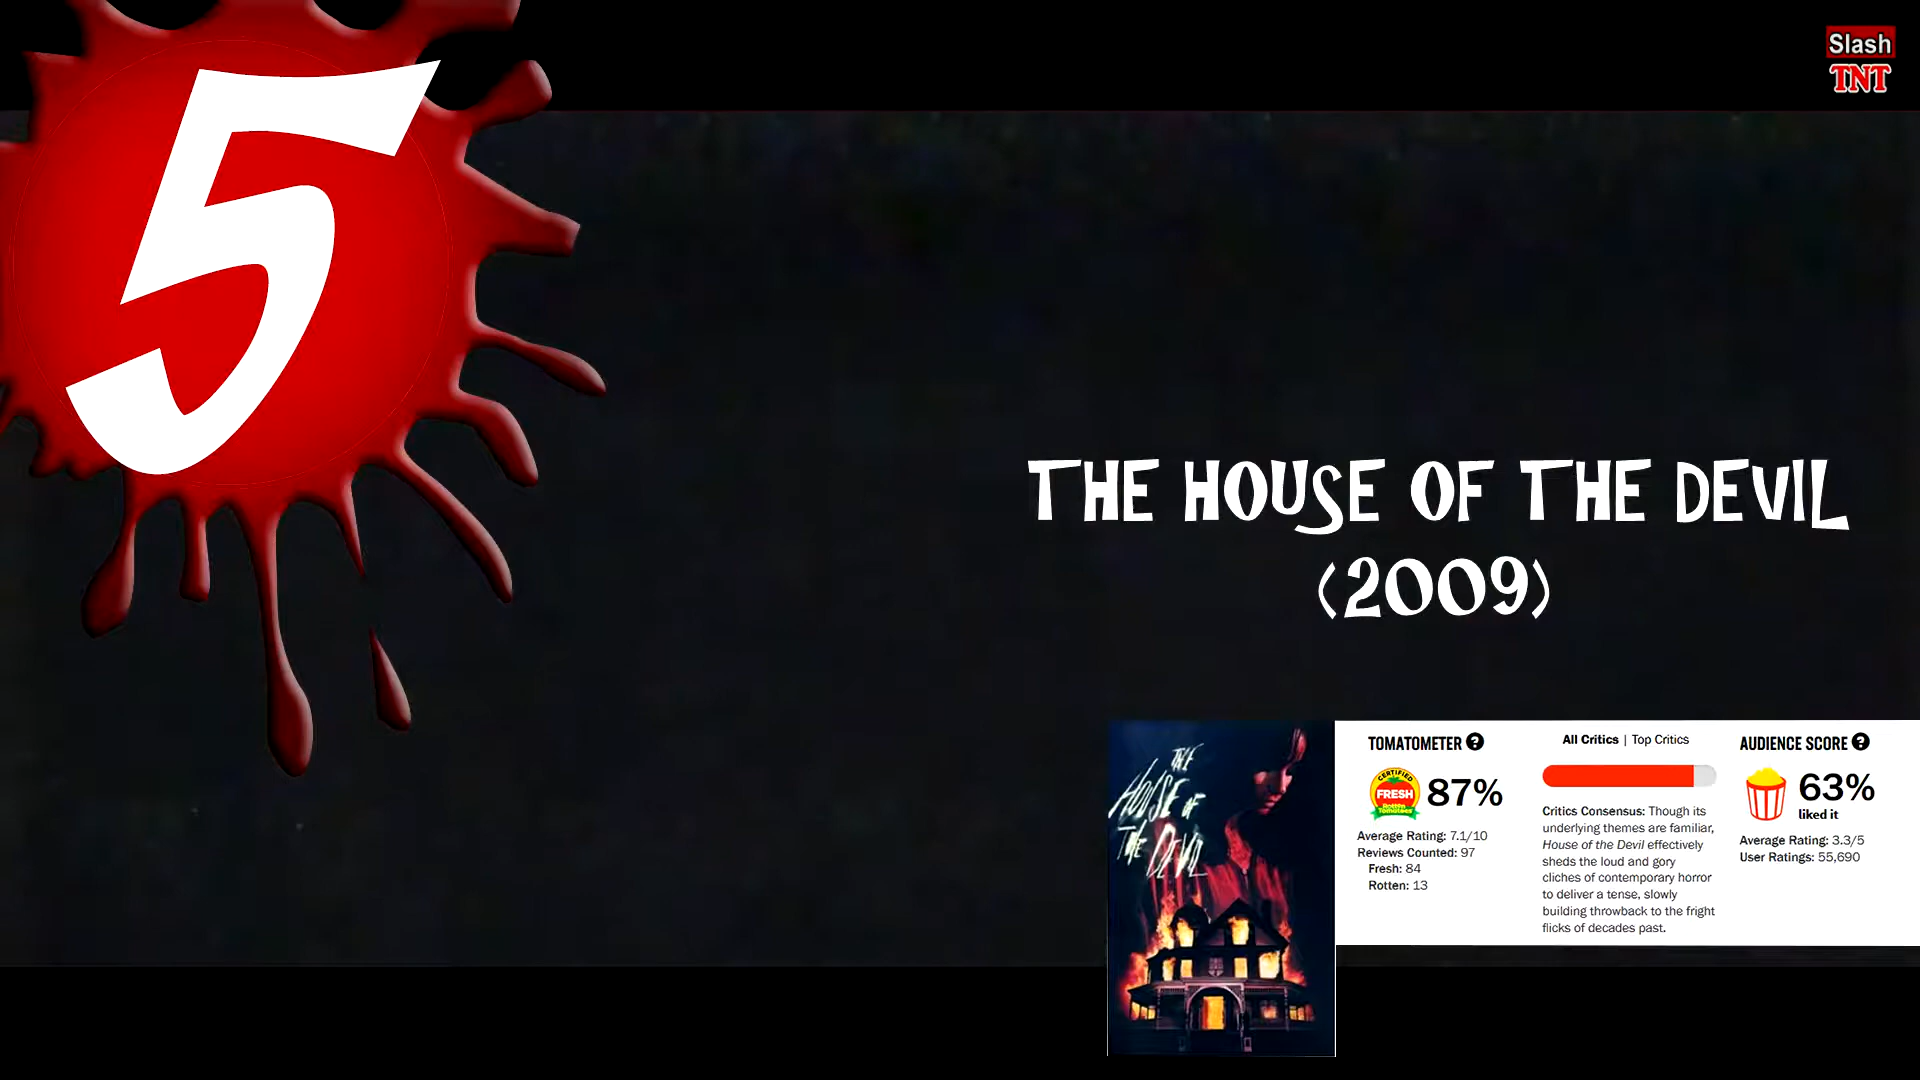 5
Slash
TNT
THE HOUSE OF THE DEVIL
(2009)
THE
HOUSE OF
THE DEVIL
TOMATOMETER ?
CERTIFIED
FRESH
Rotten
Tomatoes
87%
Average Rating: 7.1/10
Reviews Counted: 97
Fresh: 84
Rotten: 13
All Critics | Top Critics
Critics Consensus: Though its
underlying themes are familiar,
House of the Devil effectively
sheds the loud and gory
cliches of contemporary horror
to deliver a tense, slowly
building throwback to the fright
flicks of decades past.
AUDIENCE SCORE ?
63%
liked it
Average Rating: 3.3/5
User Ratings: 55,690